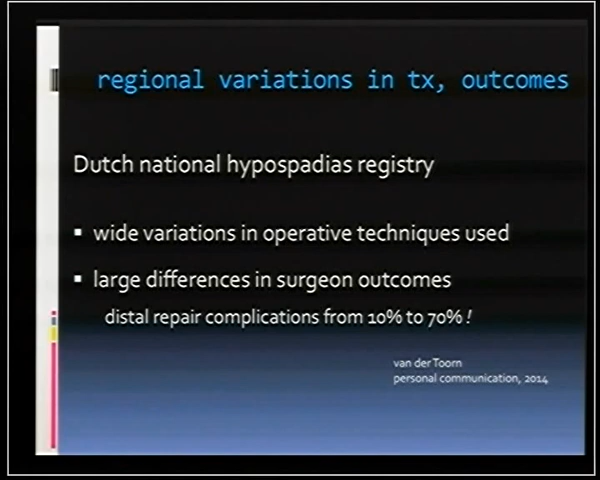 regional variations in tx, outcomes
Dutch national hypospadias registry
▪ wide variations in operative techniques used
▪ large differences in surgeon outcomes
distal repair complications from 10% to 70% !
van der Toorn
personal communication, 2014